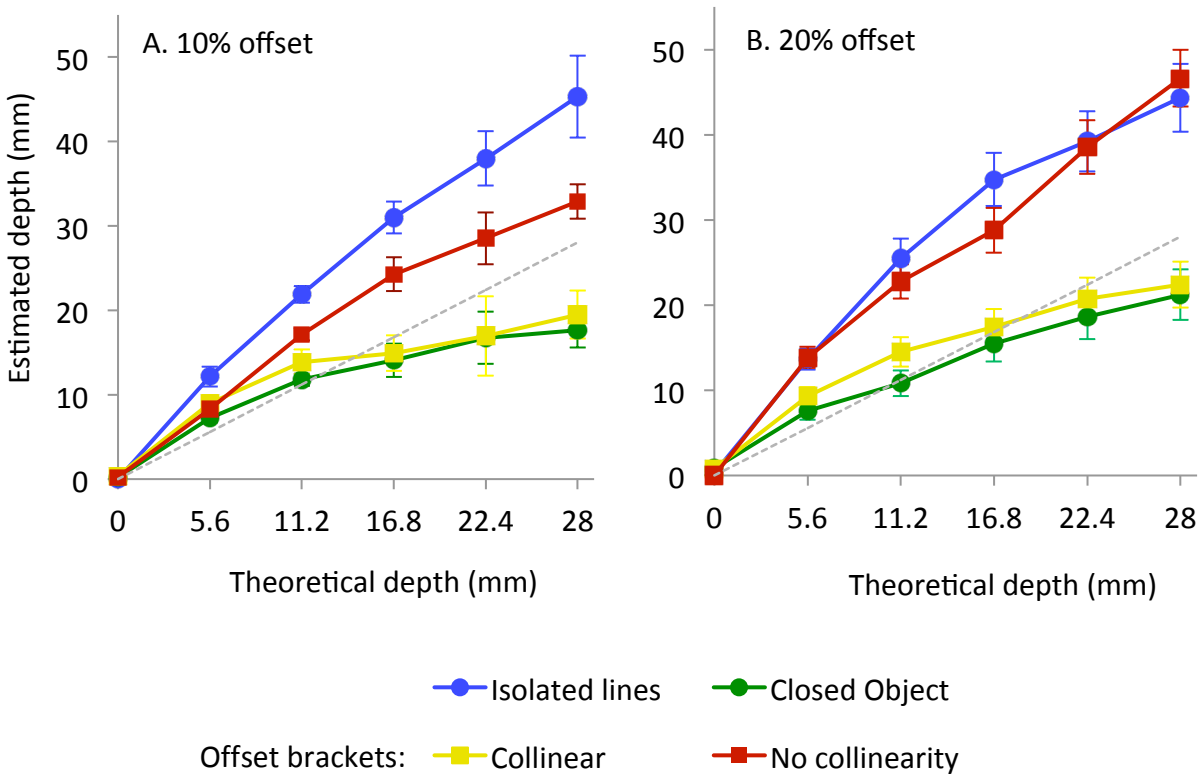 A. 10% offset
Estimated depth (mm)
50
40
30
20
10
0
0 5.6 11.2 16.8 22.4 28
Theoretical depth (mm)
B. 20% offset
50
40
30
20
10
0
0 5.6 11.2 16.8 22.4 28
Theoretical depth (mm)
Isolated lines Closed Object
Offset brackets: Collinear No collinearity